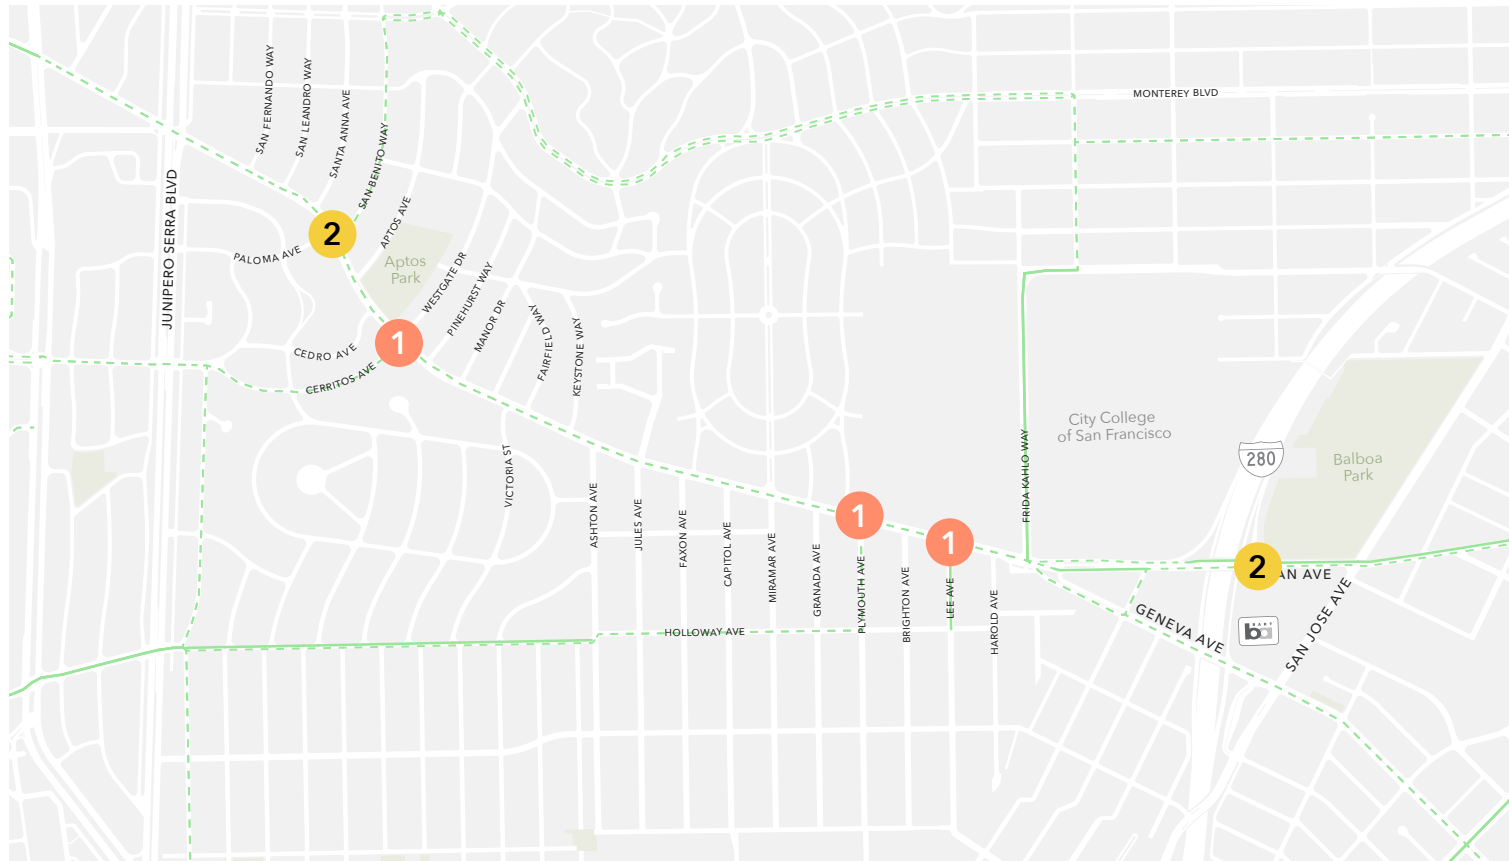 SAN FERNANDO WAY
SAN LEANDRO WAY
SANTA ANNA AVE
SAN BENITO WAY
MONTEREY BLVD
JUNIPERO SERRA BLVD
APTOS AVE
2
PALOMA AVE
Aptos
Park
WESTGATE DR
PINEHURST WAY
MANOR DR
FAIRFIELD WAY
KEYSTONE WAY
1
CEDRO AVE
CERRITOS AVE
City College
of San Francisco
FRIDA KAHLO WAY
280
Balboa
Park
VICTORIA ST
ASHTON AVE
JULES AVE
FAXON AVE
CAPITOL AVE
MIRAMAR AVE
GRANADA AVE
1
PLYMOUTH AVE
BRIGHTON AVE
1
LEE AVE
HAROLD AVE
HOLLOWAY AVE
2
AN AVE
GENEVA AVE
BART
ba
SAN JOSE AVE